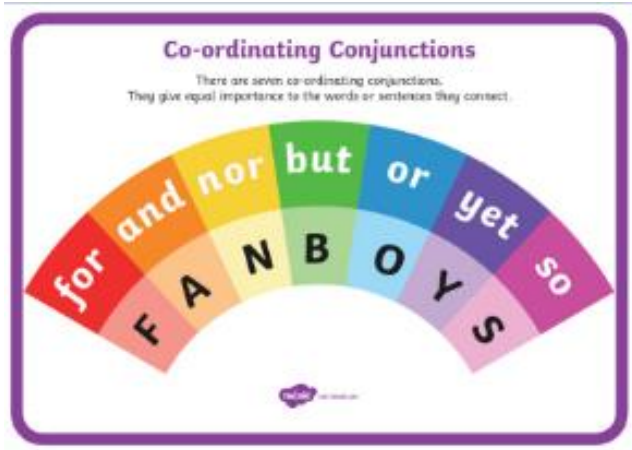 Co-ordinating Conjunctions
There are seven co-ordinating conjunctions.
They give equal importance to the words or sentences they connect.
for and nor but or yet so
F A N B O Y S
twinkl